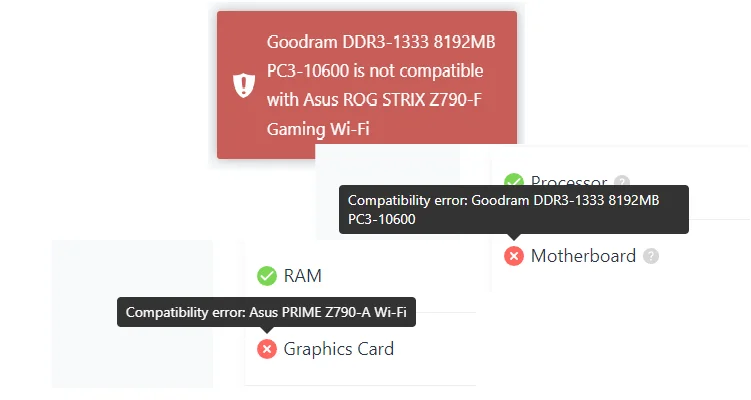 Goodram DDR3-1333 8192MB
PC3-10600 is not compatible
with Asus ROG STRIX Z790-F
Gaming Wi-Fi
Processor ?
Compatibility error: Goodram DDR3-1333 8192MB
PC3-10600
Motherboard ?
RAM
Compatibility error: Asus PRIME Z790-A Wi-Fi
Graphics Card